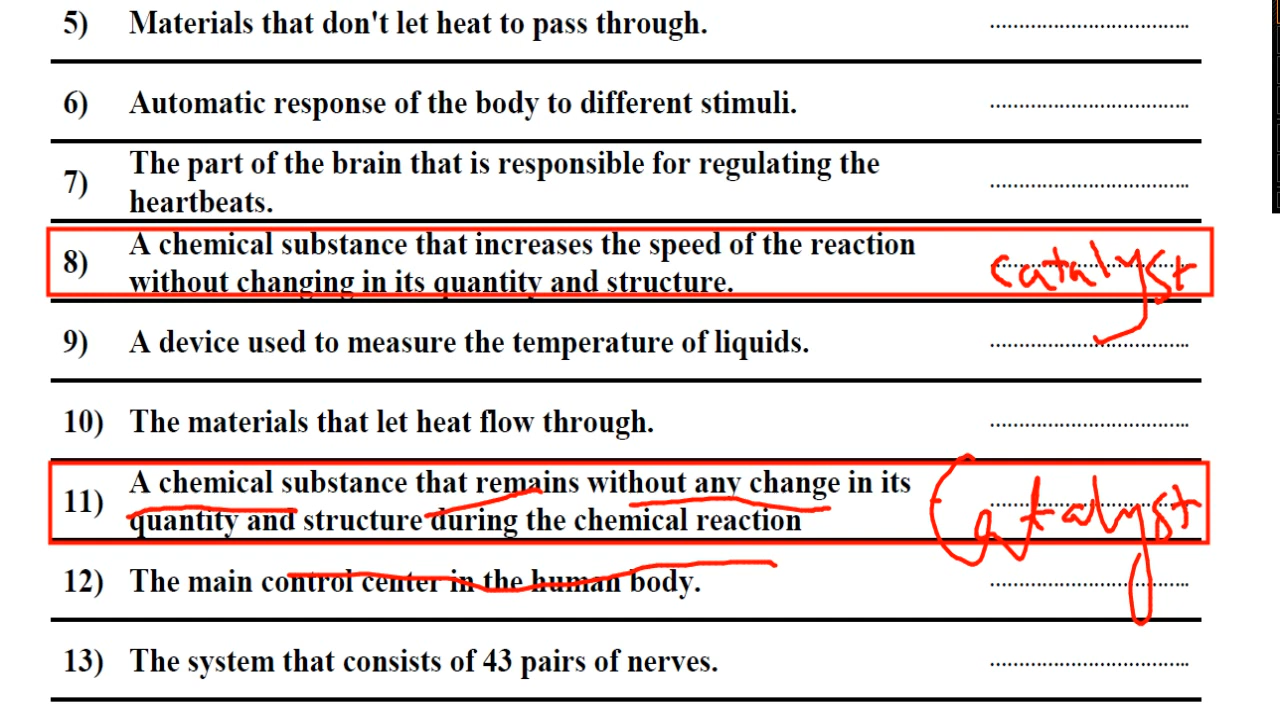 5) Materials that don't let heat to pass through. ......................................
6) Automatic response of the body to different stimuli. ......................................
7) The part of the brain that is responsible for regulating the
heartbeats. ......................................
8) A chemical substance that increases the speed of the reaction
without changing in its quantity and structure. catalyst
9) A device used to measure the temperature of liquids. ......................................
10) The materials that let heat flow through. ......................................
11) A chemical substance that remains without any change in its
quantity and structure during the chemical reaction catalyst
12) The main control center in the human body. ......................................
13) The system that consists of 43 pairs of nerves. ......................................